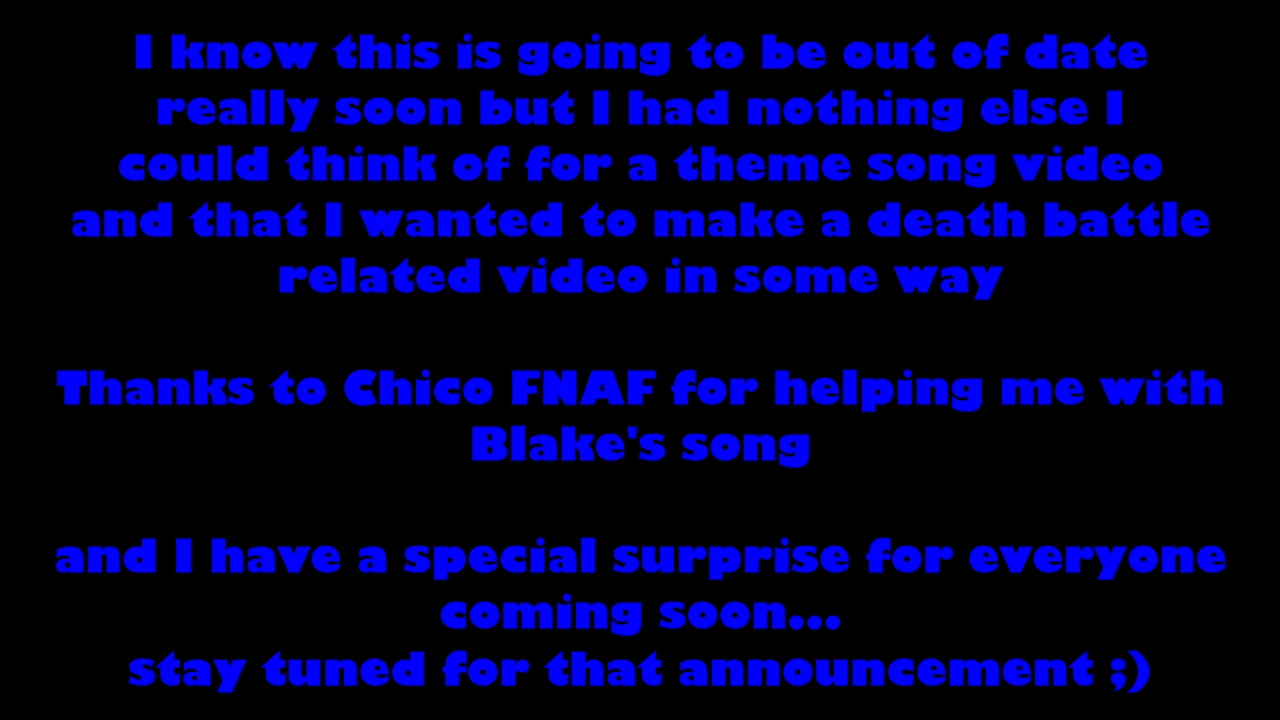 I know this is going to be out of date
really soon but I had nothing else I
could think of for a theme song video
and that I wanted to make a death battle
related video in some way
Thanks to Chico FNAF for helping me with
Blake's song
and I have a special surprise for everyone
coming soon...
stay tuned for that announcement ;)